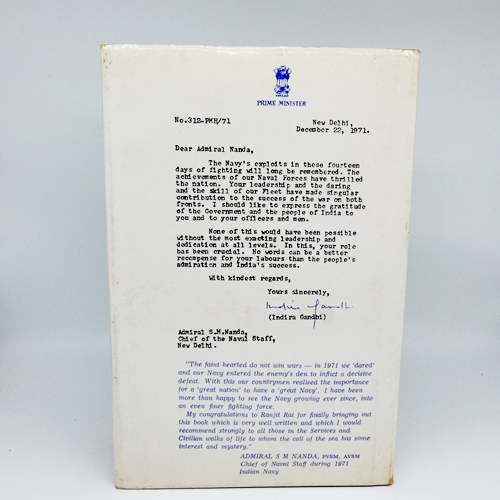 PRIME MINISTER
No.312-PMH/71
New Delhi,
December 22, 1971.
Dear Admiral Nanda,
The Navy's exploits in these fourteen
days of fighting will long be remembered. The
achievements of our Naval Forces have thrilled
the nation. Your leadership and the daring
and the skill of our Fleet have made singular
contribution to the success of the war on both
fronts. I should like to express the gratitude
of the Government and the people of India to
you and to your officers and men.
None of this would have been possible
without the most exacting leadership and
dedication at all levels. In this, your role
has been crucial. No words can be a better
recompense for your labours than the people's
admiration and India's success.
With kindest regards,
Yours sincerely,
Indira Gandhi
(Indira Gandhi)
Admiral S.M.Nanda,
Chief of the Naval Staff,
New Delhi.
"The faint hearted do not win wars — in 1971 we 'dared'
and our Navy entered the enemy's den to inflict a decisive
defeat. With this our countrymen realised the importance
for a 'great nation' to have a 'great Navy'. I have been
more than happy to see the Navy growing ever since, into
an even finer fighting force.
My congratulations to Ranjit Rai for finally bringing out
this book which is very well written and which I would
recommend strongly to all those in the Services and
Civilian walks of life to whom the call of the sea has some
interest and mystery."
ADMIRAL S M NANDA, PVSM, AVSM
Chief of Naval Staff during 1971
Indian Navy